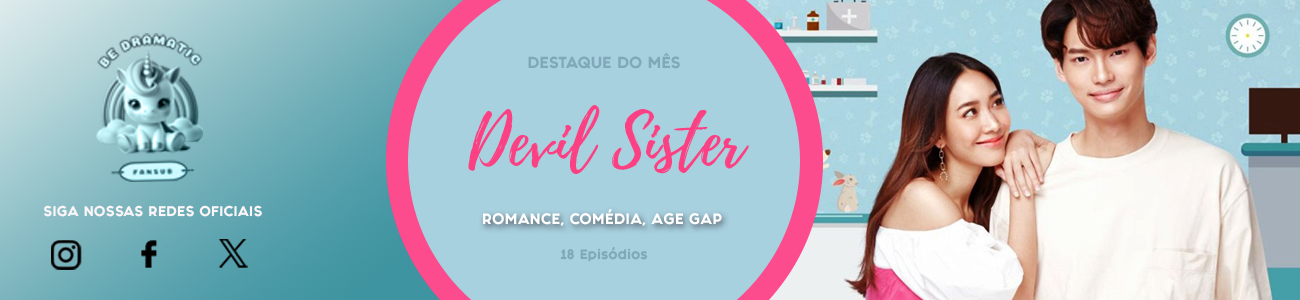 BE DRAMATIC
FANSUB
SIGA NOSSAS REDES OFICIAIS
DESTAQUE DO MÊS
Devil Sister
ROMANCE, COMÉDIA, AGE GAP
18 Episódios